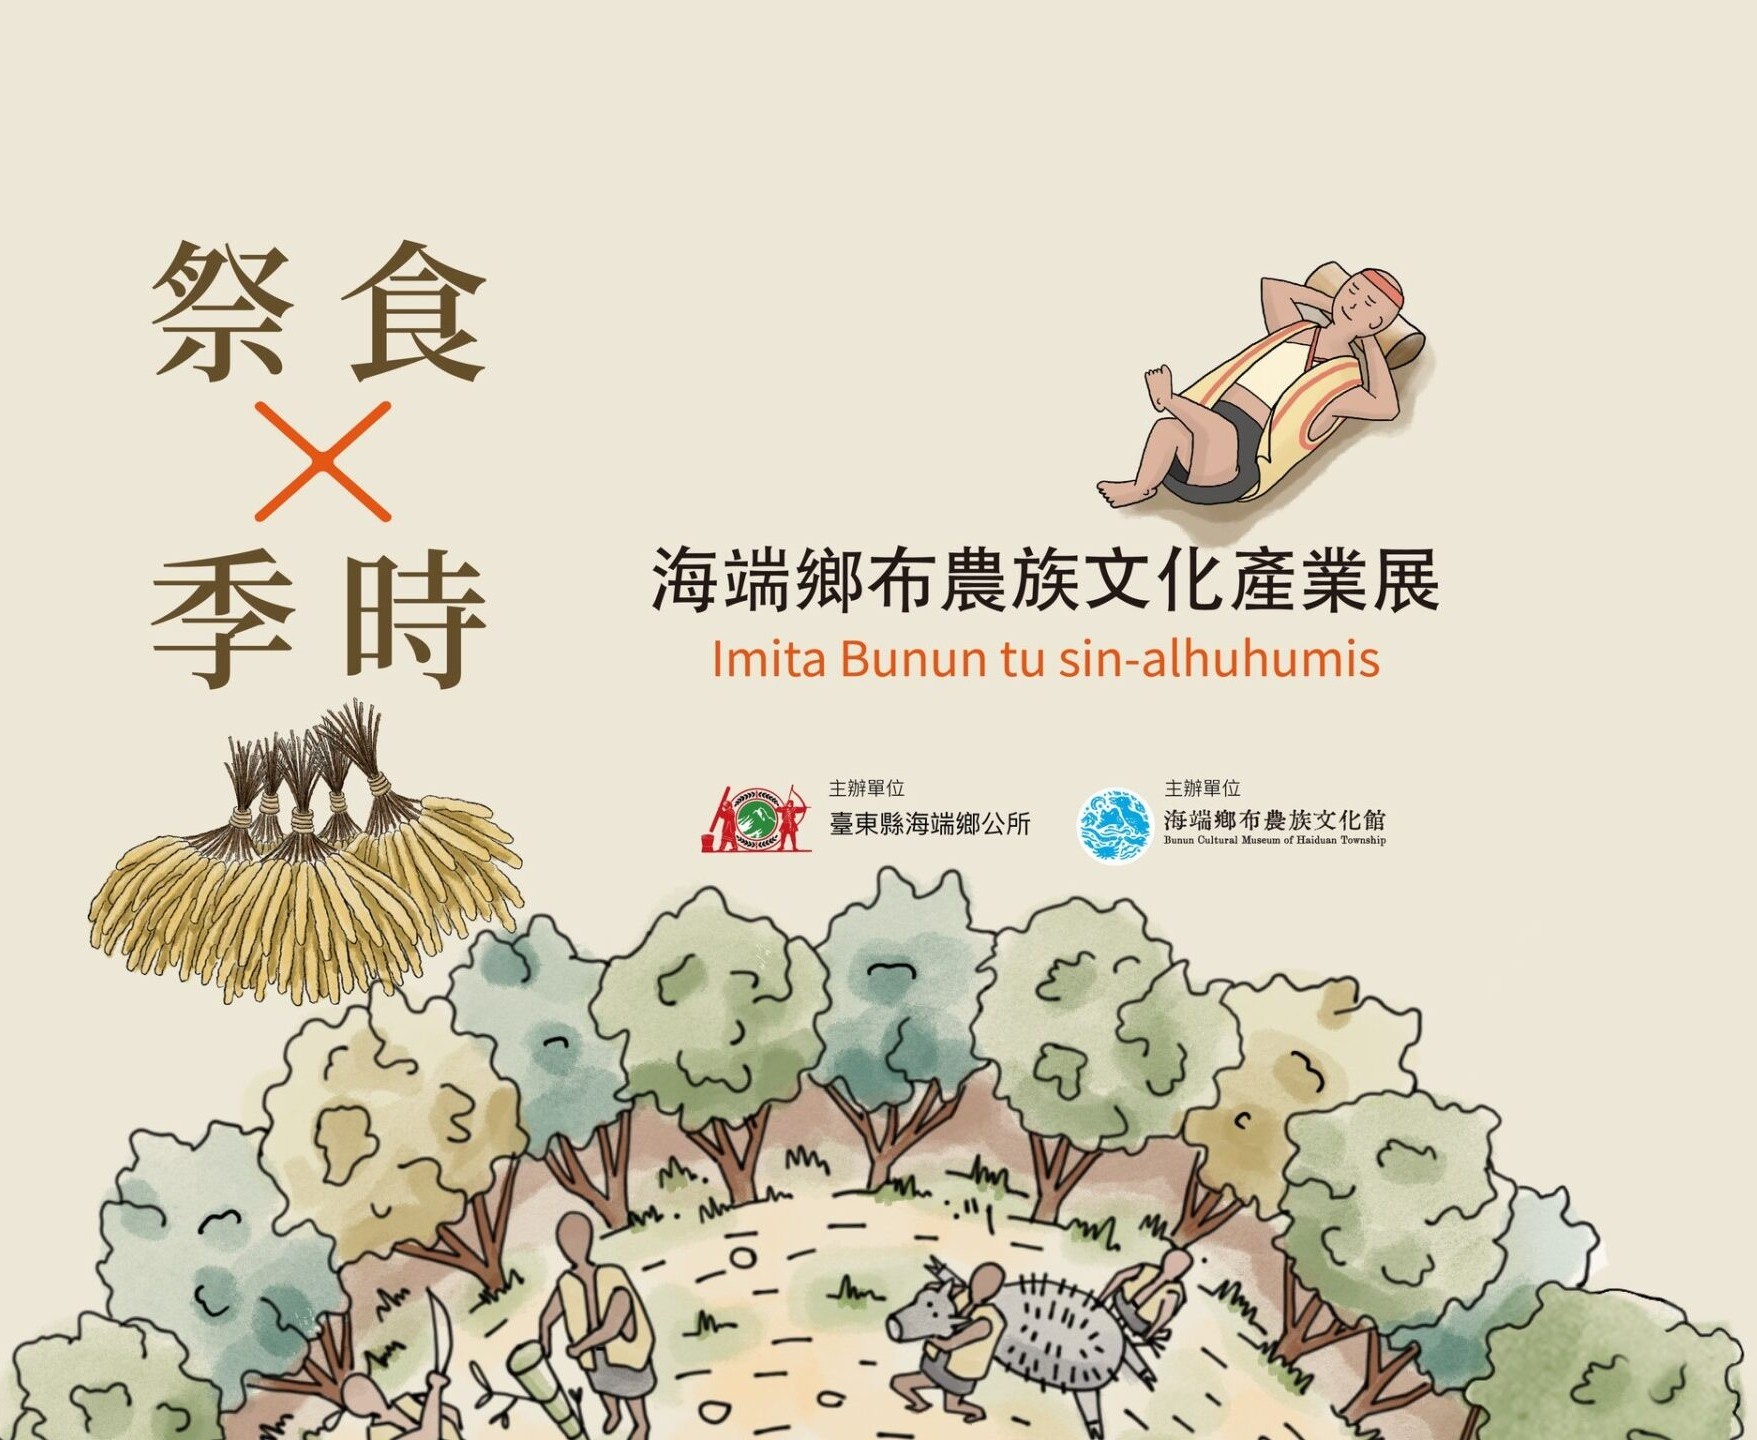 食時
祭季
海端鄉布農族文化產業展
Imita Bunun tu sin-alhuhumis
主辦單位
臺東縣海端鄉公所
主辦單位
海端鄉布農族文化館
Bunun Cultural Museum of Haiduan Township